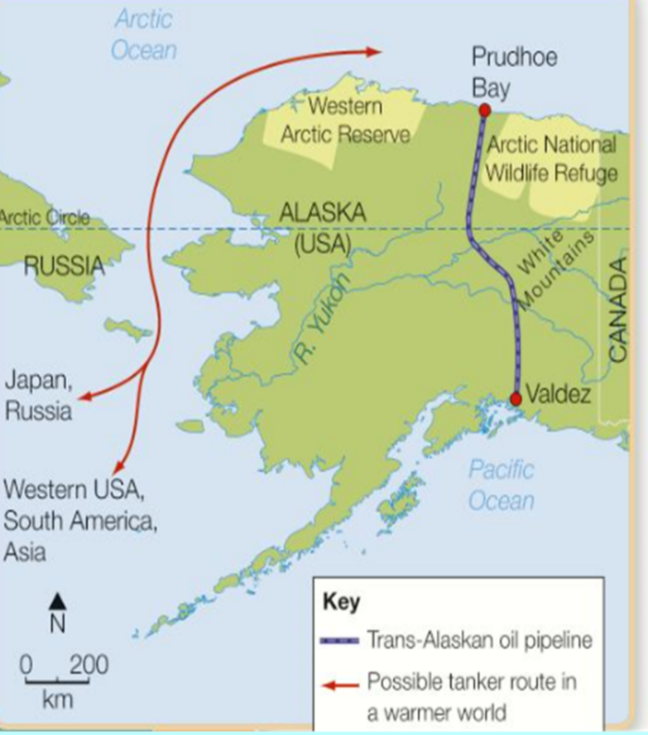 Arctic
Ocean
Prudhoe
Bay
Western
Arctic Reserve
Arctic National
Wildlife Refuge
Arctic Circle
ALASKA
(USA)
RUSSIA
White
Mountains
CANADA
R. Yukon
Japan,
Russia
Valdez
Pacific
Ocean
Western USA,
South America,
Asia
N
0 200
km
Key
Trans-Alaskan oil pipeline
Possible tanker route in
a warmer world